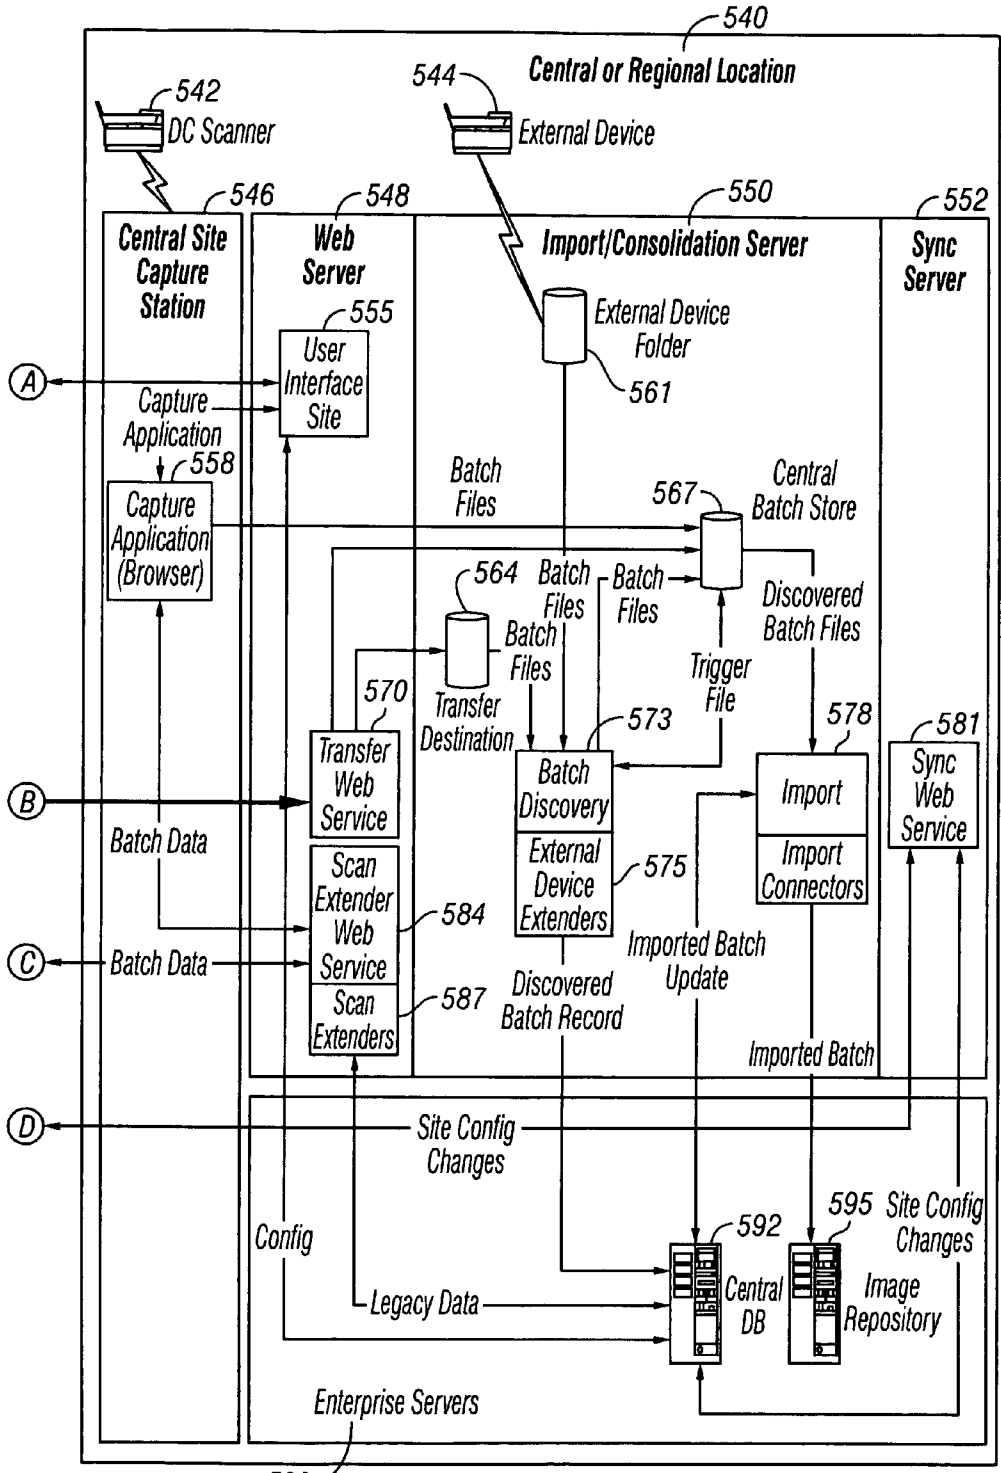 540
Central or Regional Location
542
DC Scanner
544
External Device
546
Central Site
Capture
Station
548
Web
Server
550
Import/Consolidation Server
552
Sync
Server
555
User
Interface
Site
External Device
Folder
561
A
Capture
Application
558
Capture
Application
(Browser)
Batch
Files
567
Central
Batch Store
564
Batch
Files
Batch
Files
Batch
Files
Discovered
Batch Files
Trigger
File
Transfer
Destination
570
Transfer
Web
Service
573
Batch
Discovery
578
Import
581
Sync
Web
Service
B
Batch Data
Scan
Extender
Web
Service
584
External
Device
Extenders
575
Import
Connectors
C
Batch Data
Scan
Extenders
587
Discovered
Batch Record
Imported Batch
Update
Imported Batch
D
Site Config
Changes
Config
Legacy Data
592
Central
DB
595
Image
Repository
Site Config
Changes
Enterprise Servers